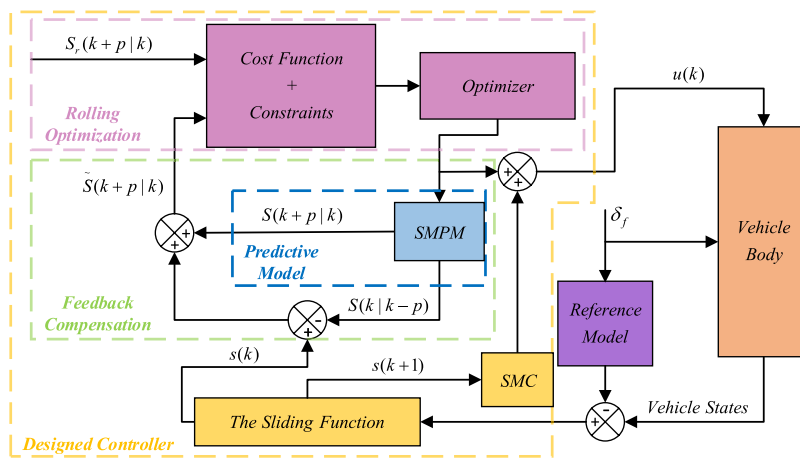 S_r(k+p|k)
Cost Function
+
Constraints
Optimizer
u(k)
Rolling
Optimization
S̃(k+p|k)
+
+
δ_f
S(k+p|k)
SMPM
Vehicle
Body
+
+
Predictive
Model
Feedback
Compensation
S(k|k−p)
-
+
Reference
Model
s(k)
s(k+1)
SMC
-
+
Vehicle States
The Sliding Function
Designed Controller